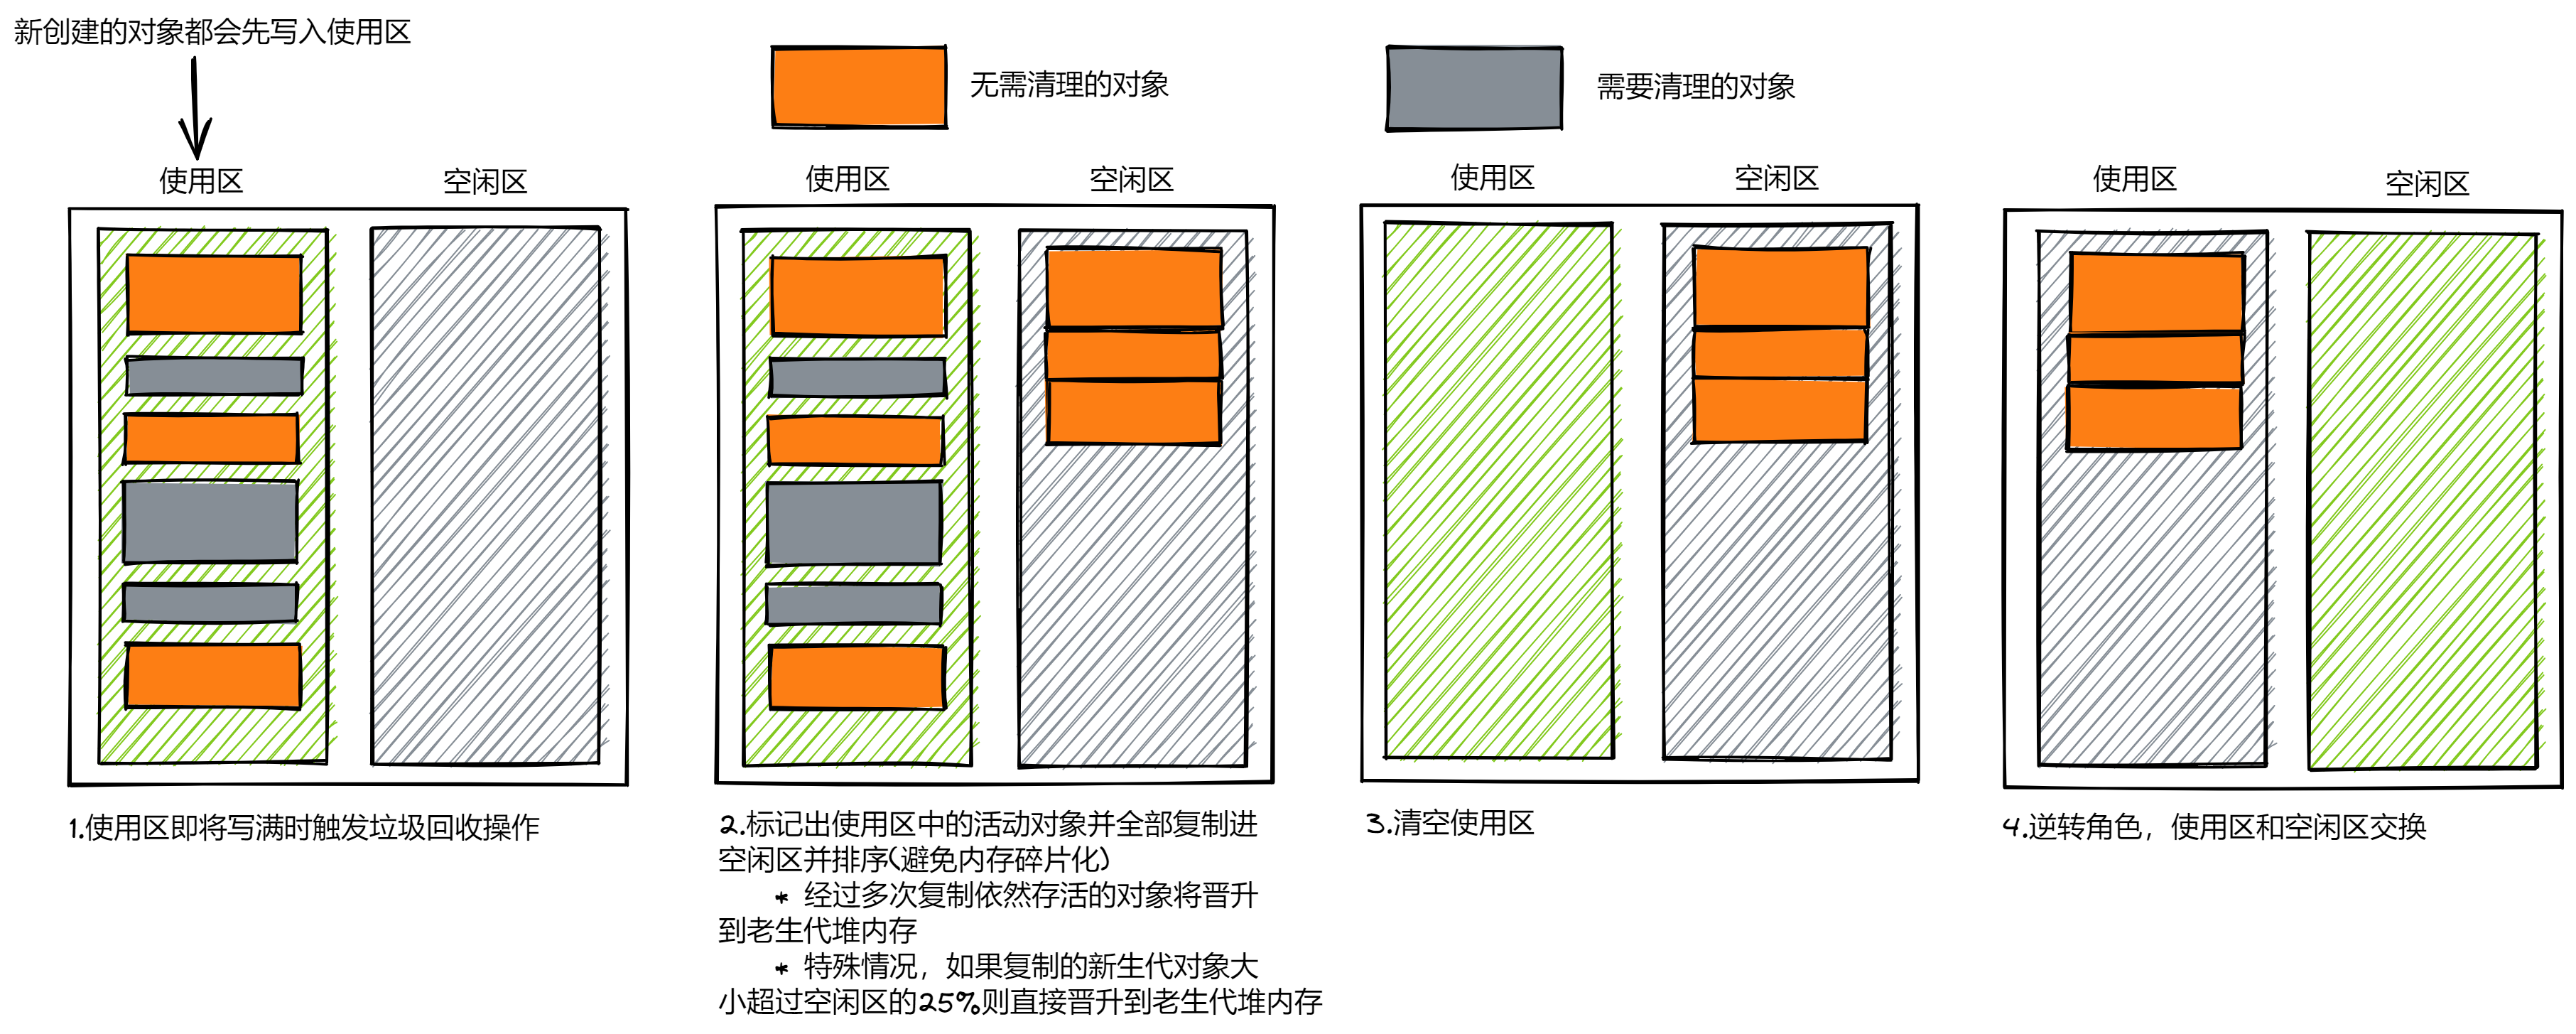 新创建的对象都会先写入使用区
无需清理的对象
需要清理的对象
使用区
空闲区
使用区
空闲区
使用区
空闲区
使用区
空闲区
1.使用区即将写满时触发垃圾回收操作
2.标记出使用区中的活动对象并全部复制进
空闲区并排序(避免内存碎片化)
* 经过多次复制依然存活的对象将晋升
到老生代堆内存
* 特殊情况，如果复制的新生代对象大
小超过空闲区的25%则直接晋升到老生代堆内存
3.清空使用区
4.逆转角色，使用区和空闲区交换